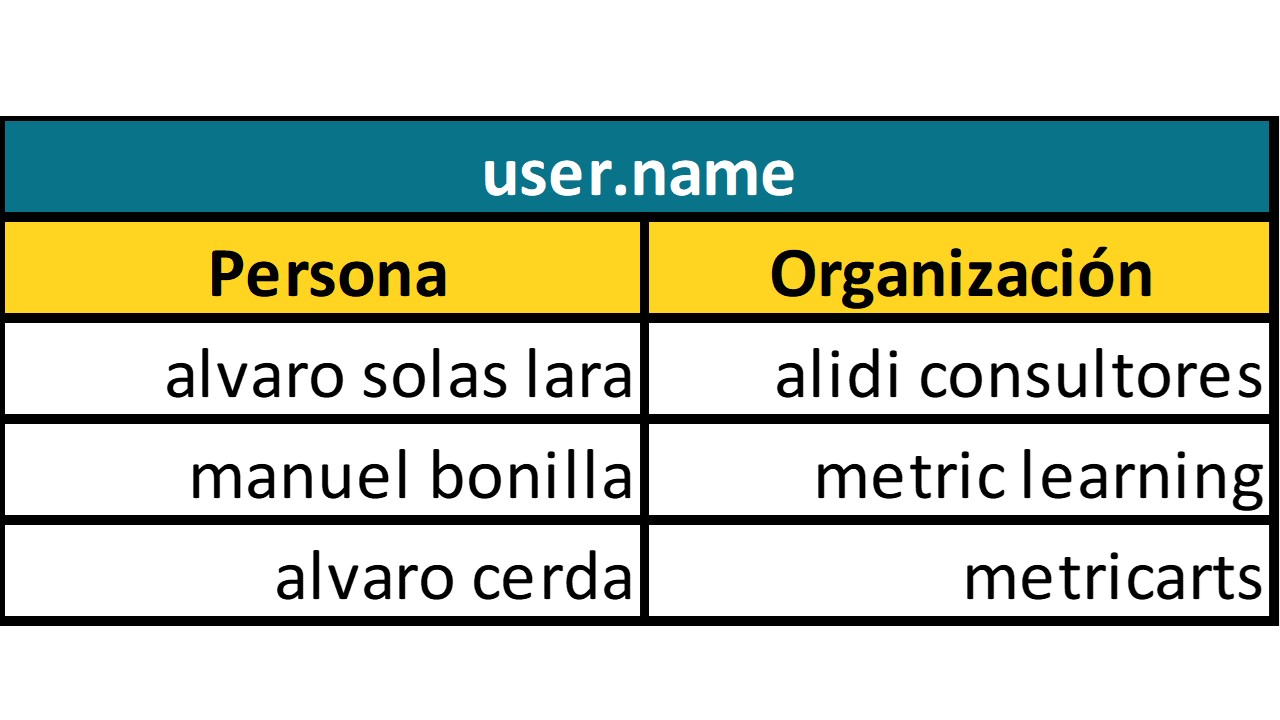 user.name
Persona Organización
alvaro solas lara alidi consultores
manuel bonilla metric learning
alvaro cerda metricarts